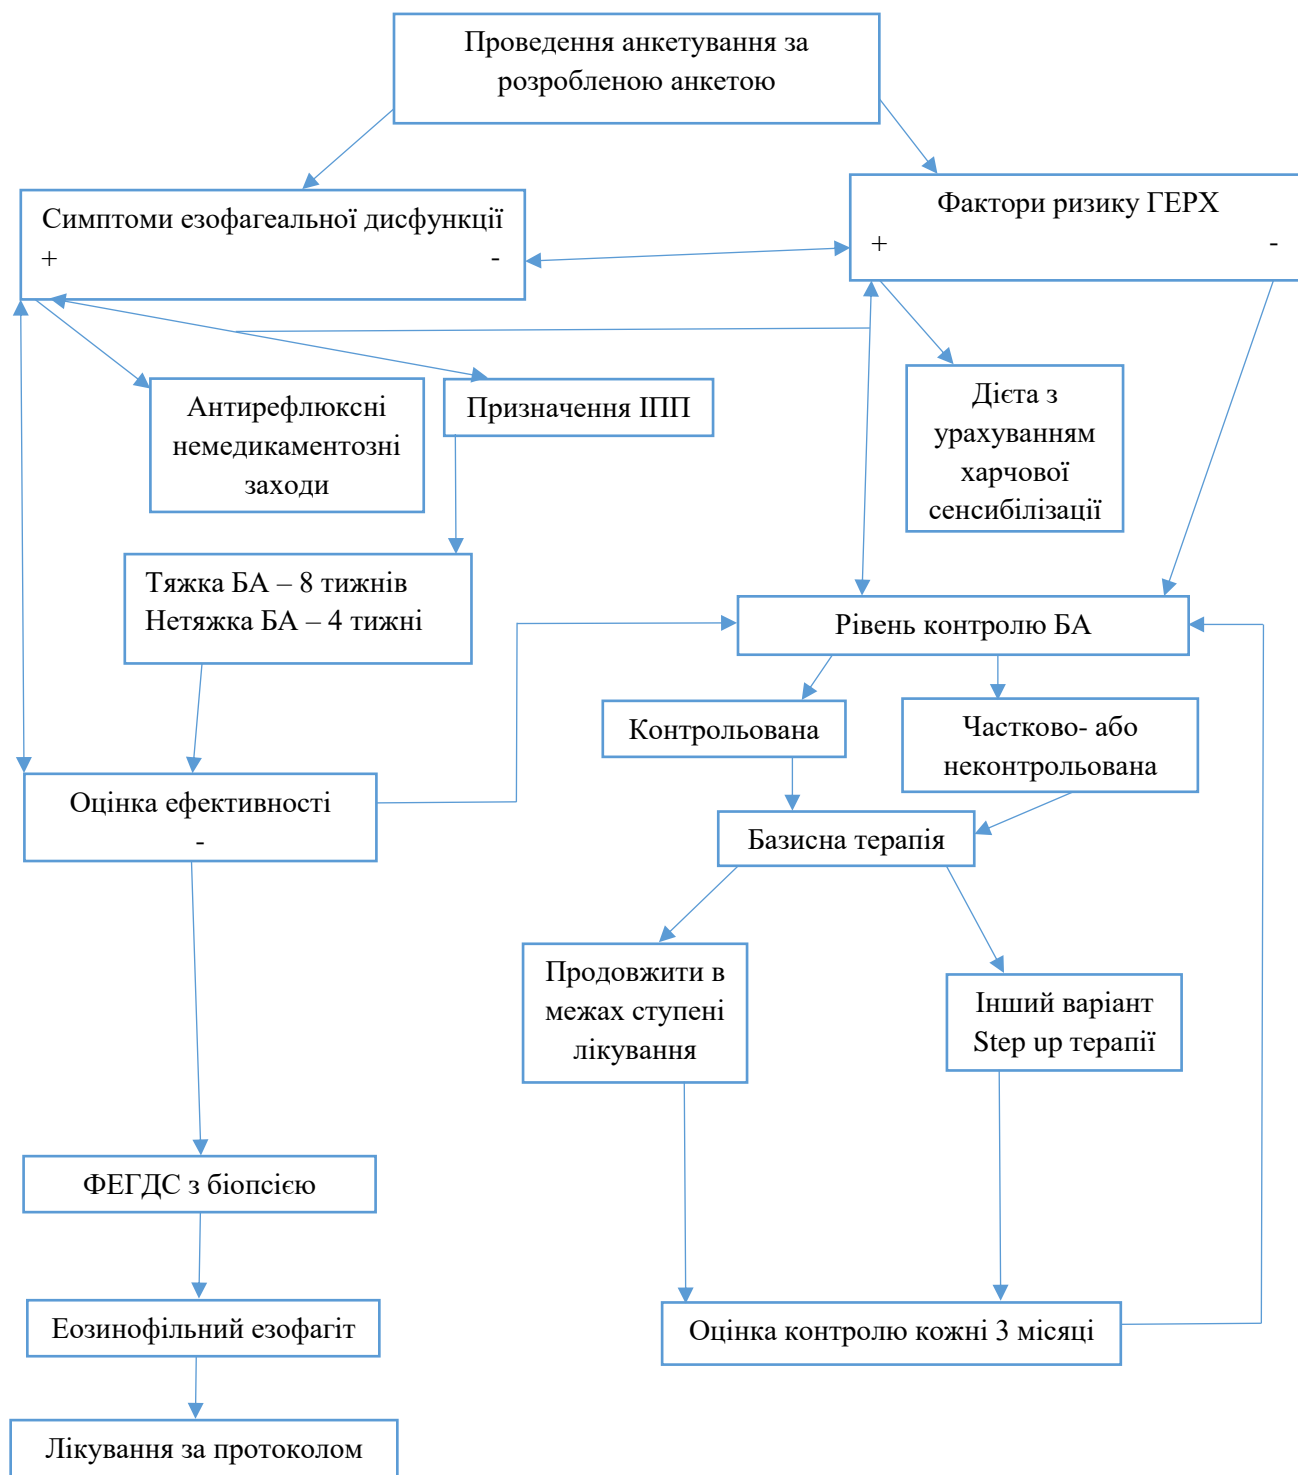 Проведення анкетування за
розробленою анкетою
Симптоми езофагеальної дисфункції
+ -
Фактори ризику ГЕРХ
+ -
Антирефлюксні
немедикаментозні
заходи
Призначення ІПП
Дієта з
урахуванням
харчової
сенсибілізації
Тяжка БА – 8 тижнів
Нетяжка БА – 4 тижні
Рівень контролю БА
Контрольована
Частково- або
неконтрольована
Оцінка ефективності
-
Базисна терапія
Продовжити в
межах ступені
лікування
Інший варіант
Step up терапії
ФЕГДС з біопсією
Еозинофільний езофагіт
Оцінка контролю кожні 3 місяці
Лікування за протоколом